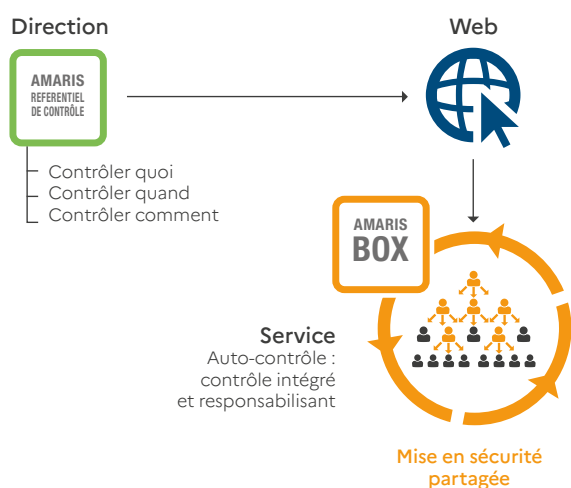 Direction
Web
AMARIS
REFERENTIEL
DE CONTRÔLE
Contrôler quoi
Contrôler quand
Contrôler comment
AMARIS
BOX
Service
Auto-contrôle :
contrôle intégré
et responsabilisant
Mise en sécurité
partagée